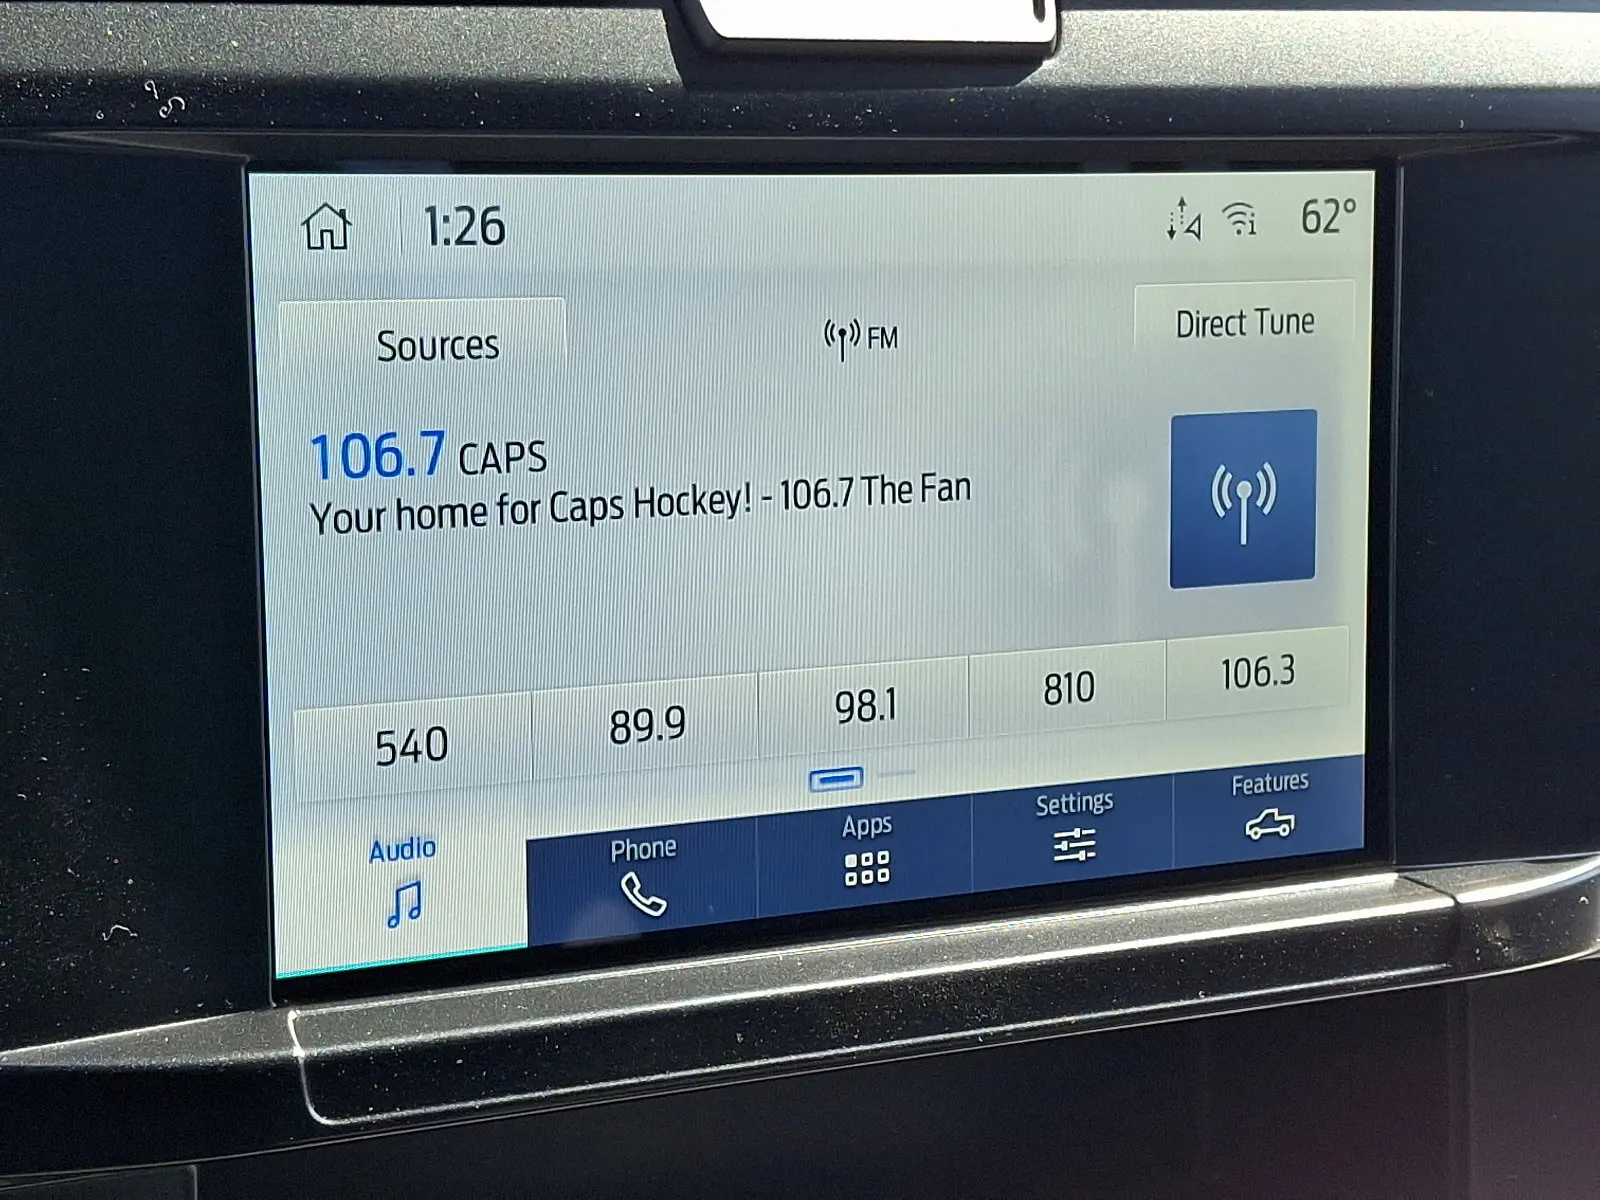 1:26
62°
Sources
FM
Direct Tune
106.7 CAPS
Your home for Caps Hockey! - 106.7 The Fan
540
89.9
98.1
810
106.3
Audio
Phone
Apps
Settings
Features